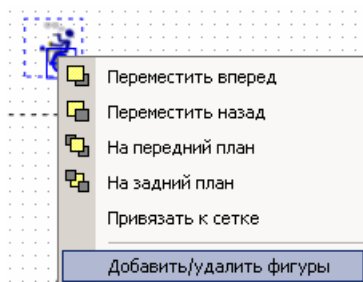 Переместить вперед
Переместить назад
На передний план
На задний план
Привязать к сетке
Добавить/удалить фигуры